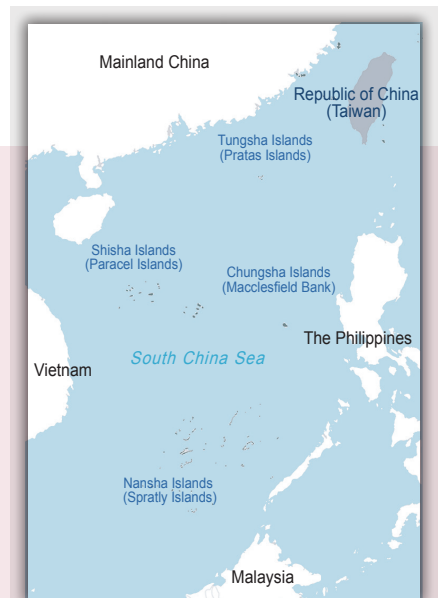 Mainland China
Republic of China
(Taiwan)
Tungsha Islands
(Pratas Islands)
Shisha Islands
(Paracel Islands)
Chungsha Islands
(Macclesfield Bank)
The Philippines
South China Sea
Vietnam
Nansha Islands
(Spratly Islands)
Malaysia